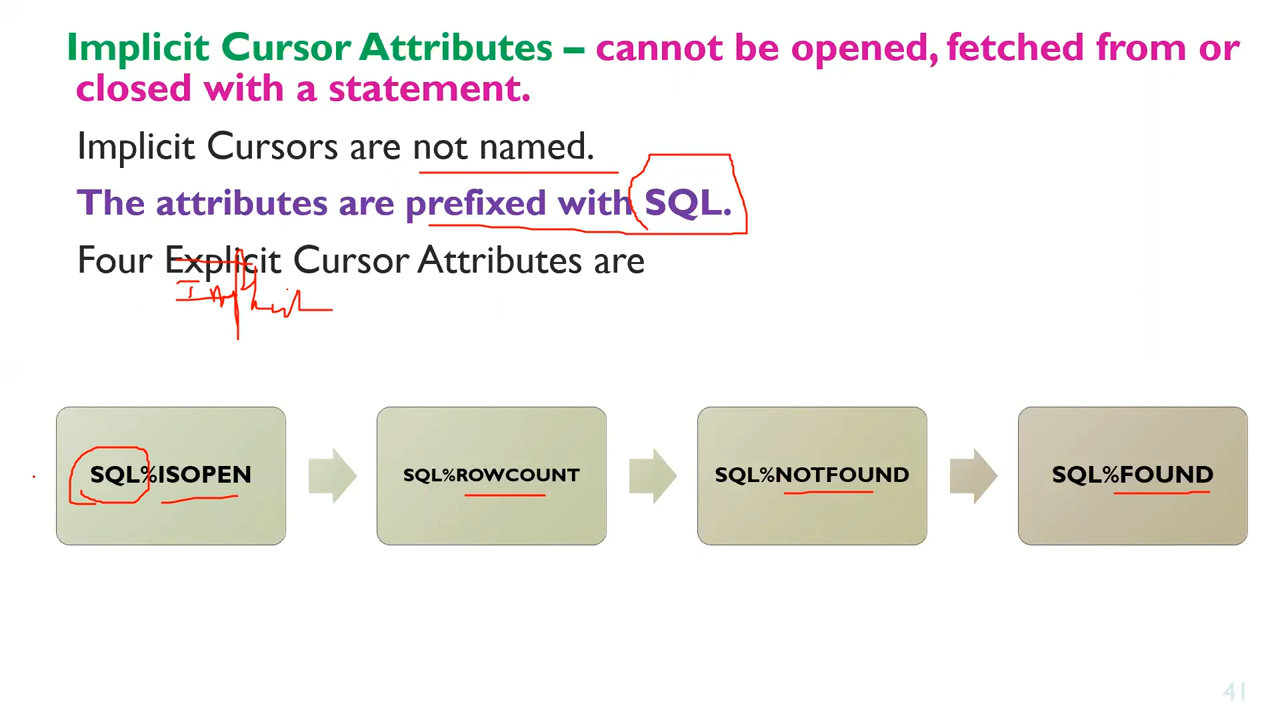 Implicit Cursor Attributes – cannot be opened, fetched from or
closed with a statement.
Implicit Cursors are not named.
The attributes are prefixed with SQL.
Four Explicit Cursor Attributes are
Implicit
SQL%ISOPEN
SQL%ROWCOUNT
SQL%NOTFOUND
SQL%FOUND
41